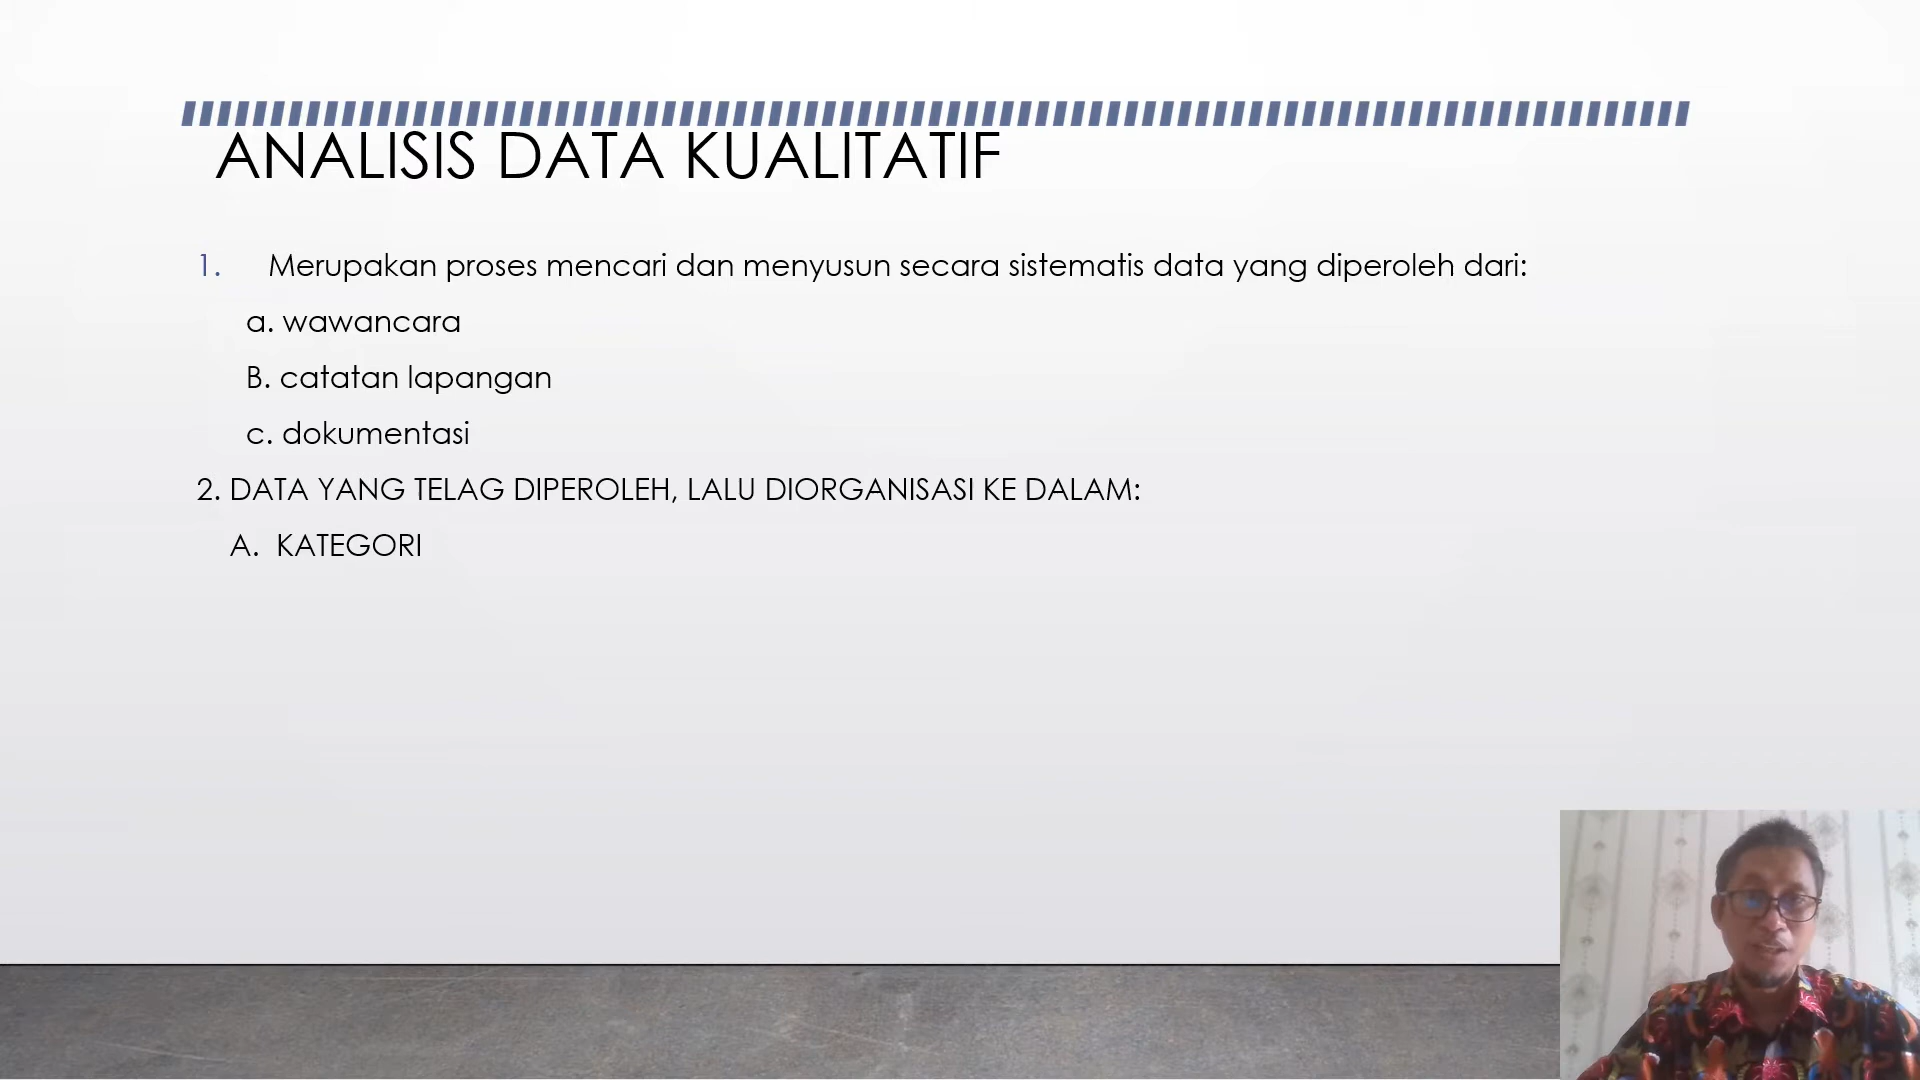 ANALISIS DATA KUALITATIF
1. Merupakan proses mencari dan menyusun secara sistematis data yang diperoleh dari:
a. wawancara
B. catatan lapangan
c. dokumentasi
2. DATA YANG TELAG DIPEROLEH, LALU DIORGANISASI KE DALAM:
A. KATEGORI